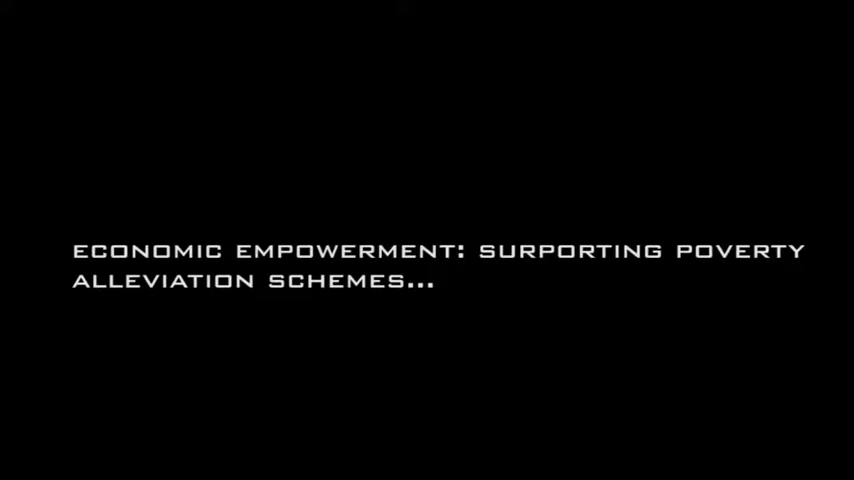 ECONOMIC EMPOWERMENT: SURPORTING POVERTY
ALLEVIATION SCHEMES...